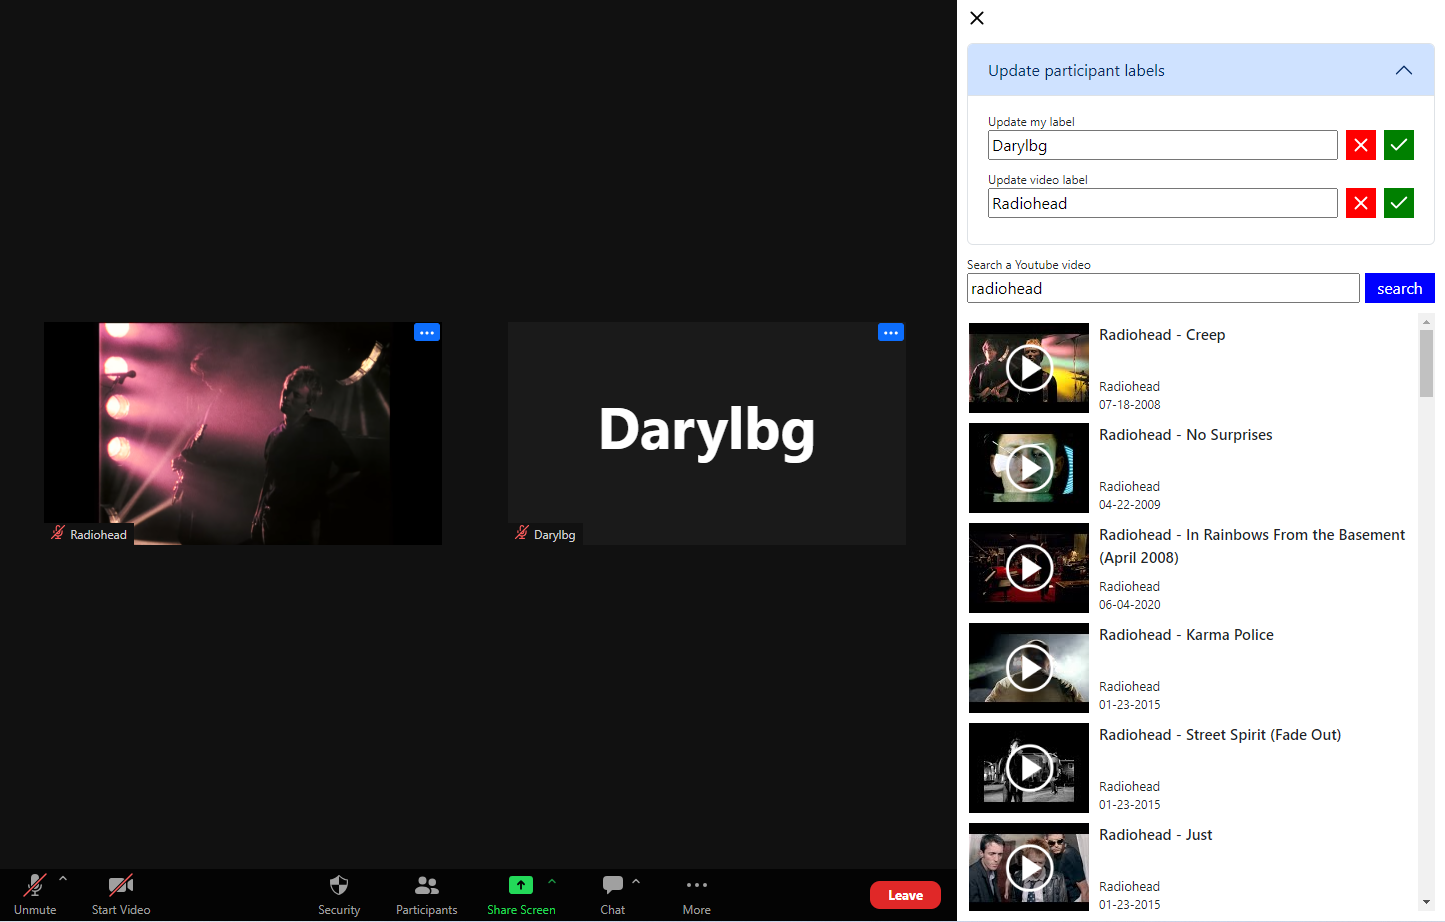 Update participant labels
Update my label
Darylbg
Update video label
Radiohead
Search a Youtube video
radiohead
search
Radiohead - Creep
Radiohead
07-18-2008
Radiohead - No Surprises
Radiohead
04-22-2009
Radiohead - In Rainbows From the Basement
(April 2008)
Radiohead
06-04-2020
Radiohead - Karma Police
Radiohead
01-23-2015
Radiohead - Street Spirit (Fade Out)
Radiohead
01-23-2015
Radiohead - Just
Radiohead
01-23-2015
Darylbg
Radiohead
Darylbg
Unmute
Start Video
Security
Participants
Share Screen
Chat
More
Leave